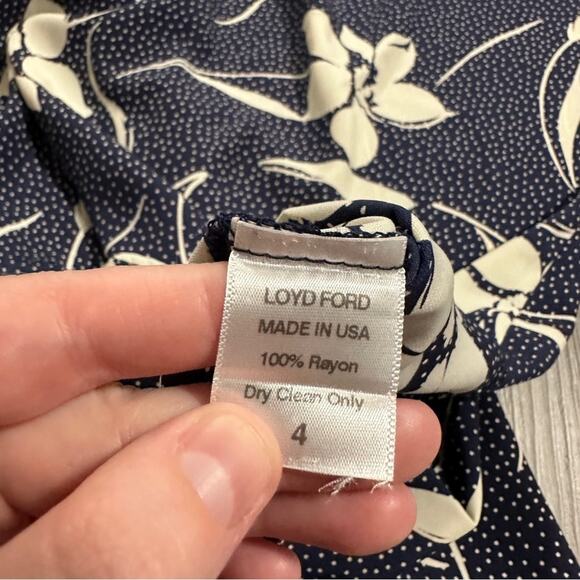 LOYD FORD
MADE IN USA
100% Rayon
Dry Clean Only
4